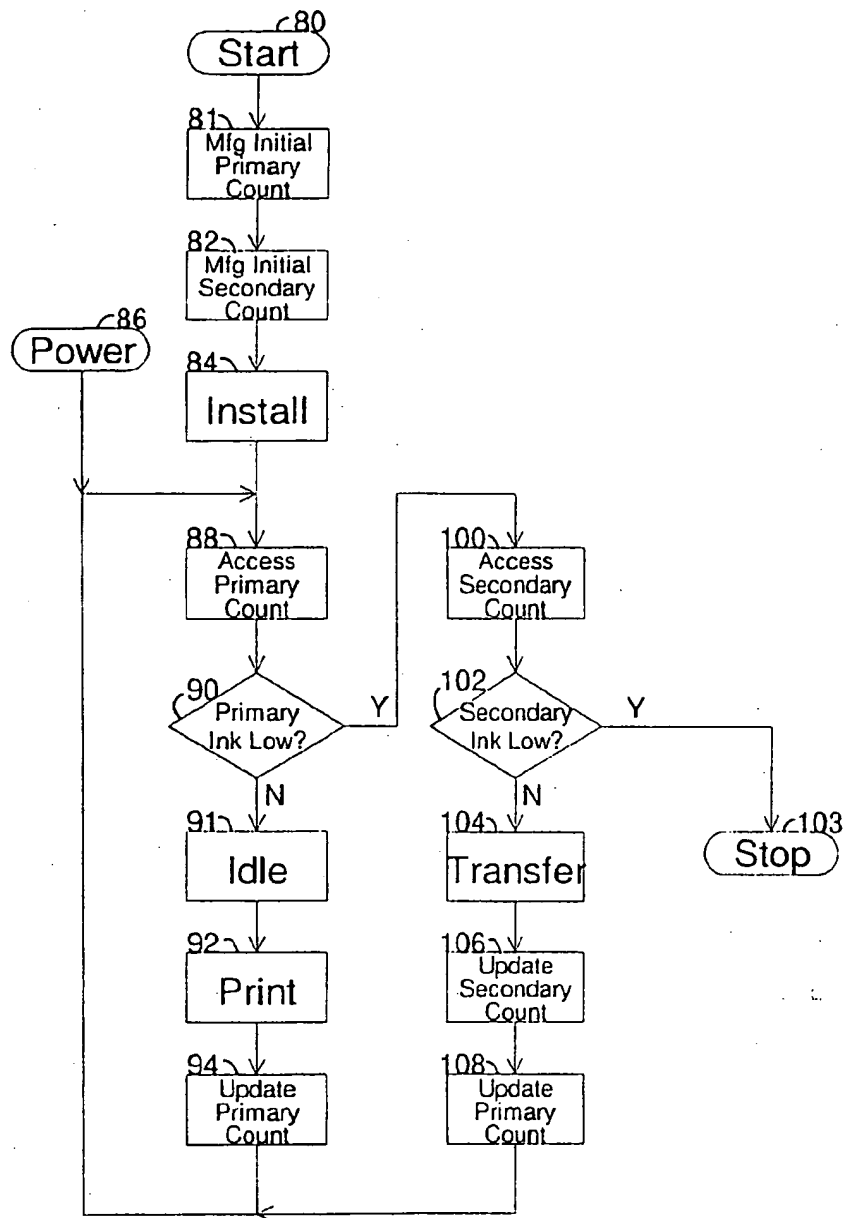 80
Start
81
Mfg Initial
Primary
Count
82
Mfg Initial
Secondary
Count
86
Power
84
Install
88
Access
Primary
Count
100
Access
Secondary
Count
90
Primary
Ink Low?
Y
N
102
Secondary
Ink Low?
Y
N
91
Idle
104
Transfer
103
Stop
92
Print
106
Update
Secondary
Count
94
Update
Primary
Count
108
Update
Primary
Count